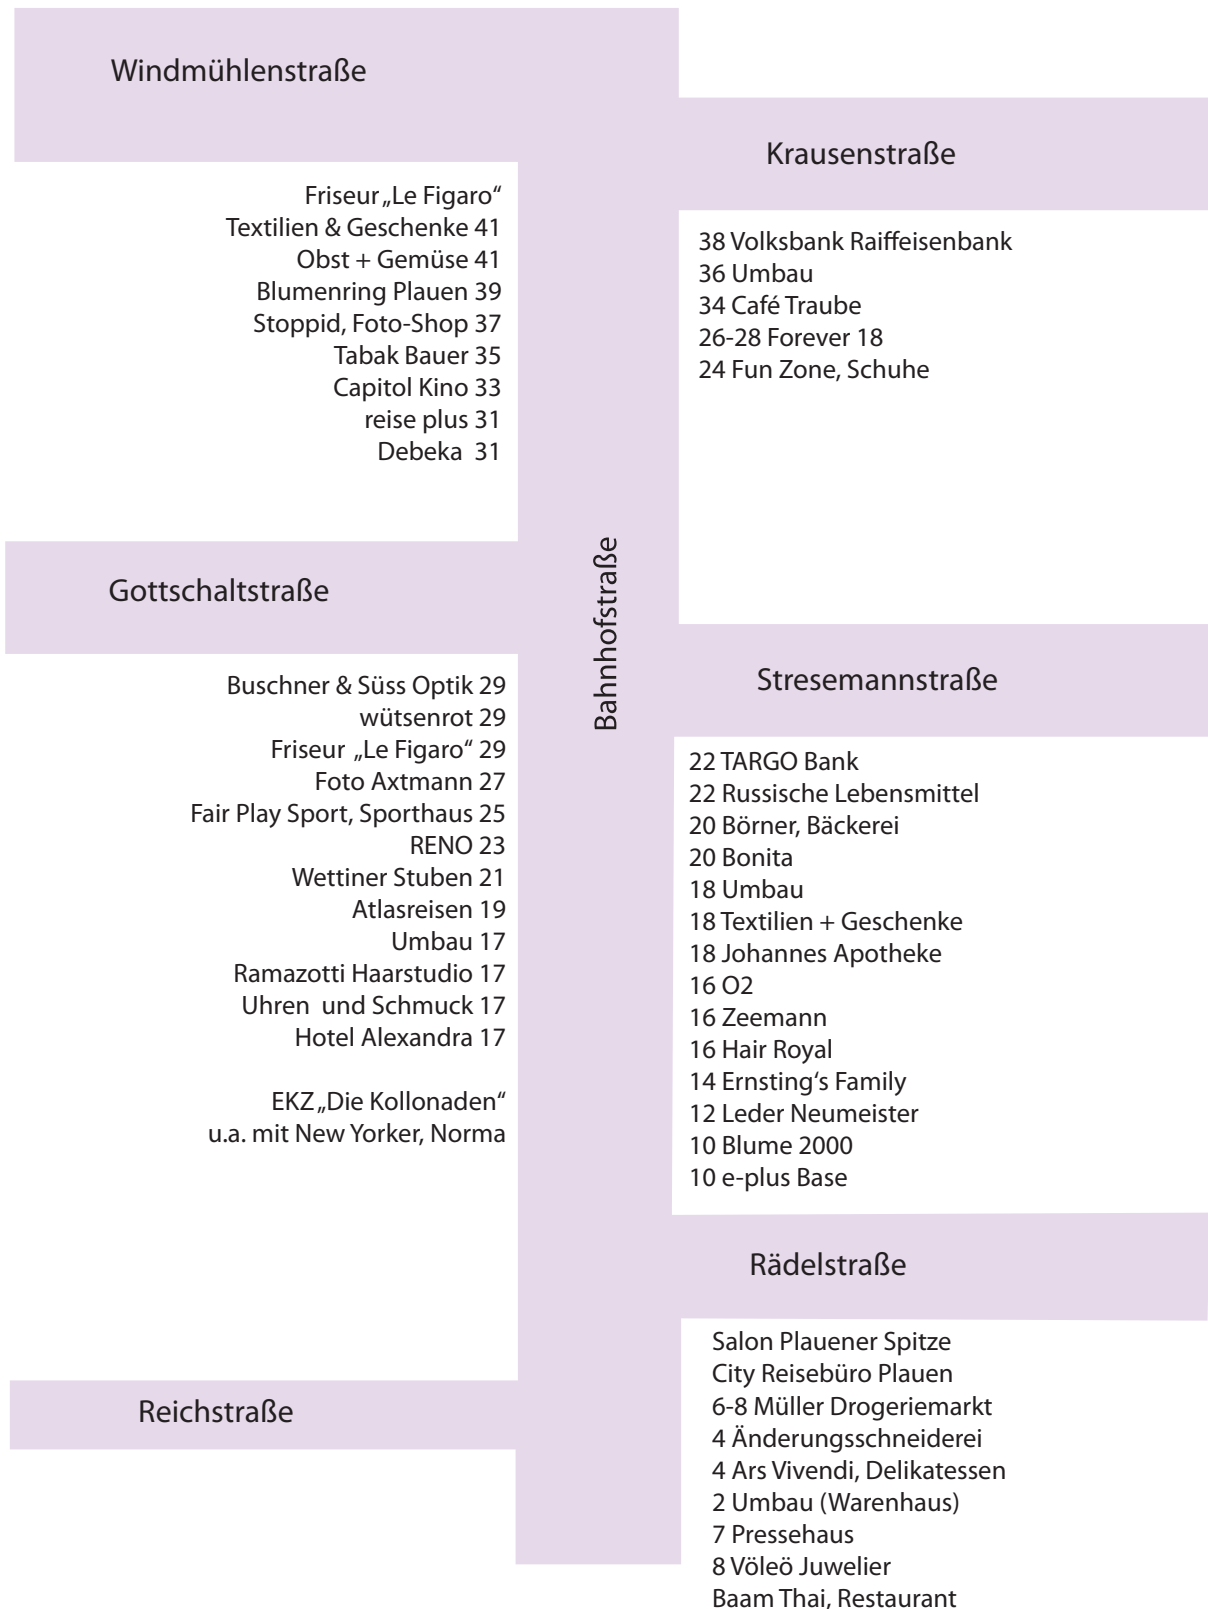 Windmühlenstraße
Krausenstraße
Friseur „Le Figaro“
Textilien & Geschenke 41
Obst + Gemüse 41
Blumenring Plauen 39
Stoppid, Foto-Shop 37
Tabak Bauer 35
Capitol Kino 33
reise plus 31
Debeka 31
38 Volksbank Raiffeisenbank
36 Umbau
34 Café Traube
26-28 Forever 18
24 Fun Zone, Schuhe
Bahnhofstraße
Gottschaltstraße
Stresemannstraße
Buschner & Süss Optik 29
wütsenrot 29
Friseur „Le Figaro“ 29
Foto Axtmann 27
Fair Play Sport, Sporthaus 25
RENO 23
Wettiner Stuben 21
Atlasreisen 19
Umbau 17
Ramazotti Haarstudio 17
Uhren und Schmuck 17
Hotel Alexandra 17
EKZ „Die Kollonaden“
u.a. mit New Yorker, Norma
22 TARGO Bank
22 Russische Lebensmittel
20 Börner, Bäckerei
20 Bonita
18 Umbau
18 Textilien + Geschenke
18 Johannes Apotheke
16 O2
16 Zeemann
16 Hair Royal
14 Ernsting‘s Family
12 Leder Neumeister
10 Blume 2000
10 e-plus Base
Rädelstraße
Reichstraße
Salon Plauener Spitze
City Reisebüro Plauen
6-8 Müller Drogeriemarkt
4 Änderungsschneiderei
4 Ars Vivendi, Delikatessen
2 Umbau (Warenhaus)
7 Pressehaus
8 Völeö Juwelier
Baam Thai, Restaurant